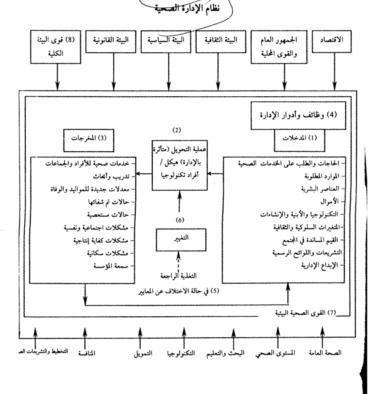 نظام الإدارة الصحية
الاقتصاد
الجمهور العام
والقوى المحلية
البيئة الثقافية
البيئة السياسية
البيئة القانونية
(8) قوى البيئة
الكلية
(4) وظائف وأدوار الإدارة
(1) المدخلات
الحاجات والطلب على الخدمات الصحية
الموارد المطلوبة
العناصر البشرية
الأموال
التكنولوجيا والأبنية والإنشاءات
المتغيرات السلوكية والثقافية
القيم السائدة في المجتمع
التشريعات واللوائح الرسمية
الإبداع الإدارية
(2)
عملية التحويل (متأثرة
بالإدارة) هيكل /
أفراد تكنولوجيا
(6)
التغيير
التغذية الراجعة
(3) المخرجات
خدمات صحية للأفراد والجماعات
تدريب وأبحاث
معدلات جديدة للمواليد والوفاة
حالات تم شفائها
حالات مستعصية
مشكلات اجتماعية ونفسية
مشكلات كفاية إنتاجية
مشكلات سكانية
سمعة المؤسسة
(5) في حالة الاختلاف عن المعايير
(7) القوى الصحية البيئية
الصحة العامة
المستوى الصحي
البحث والتعليم
التكنولوجيا
التمويل
المنافسة
التخطيط والتشريعات الص